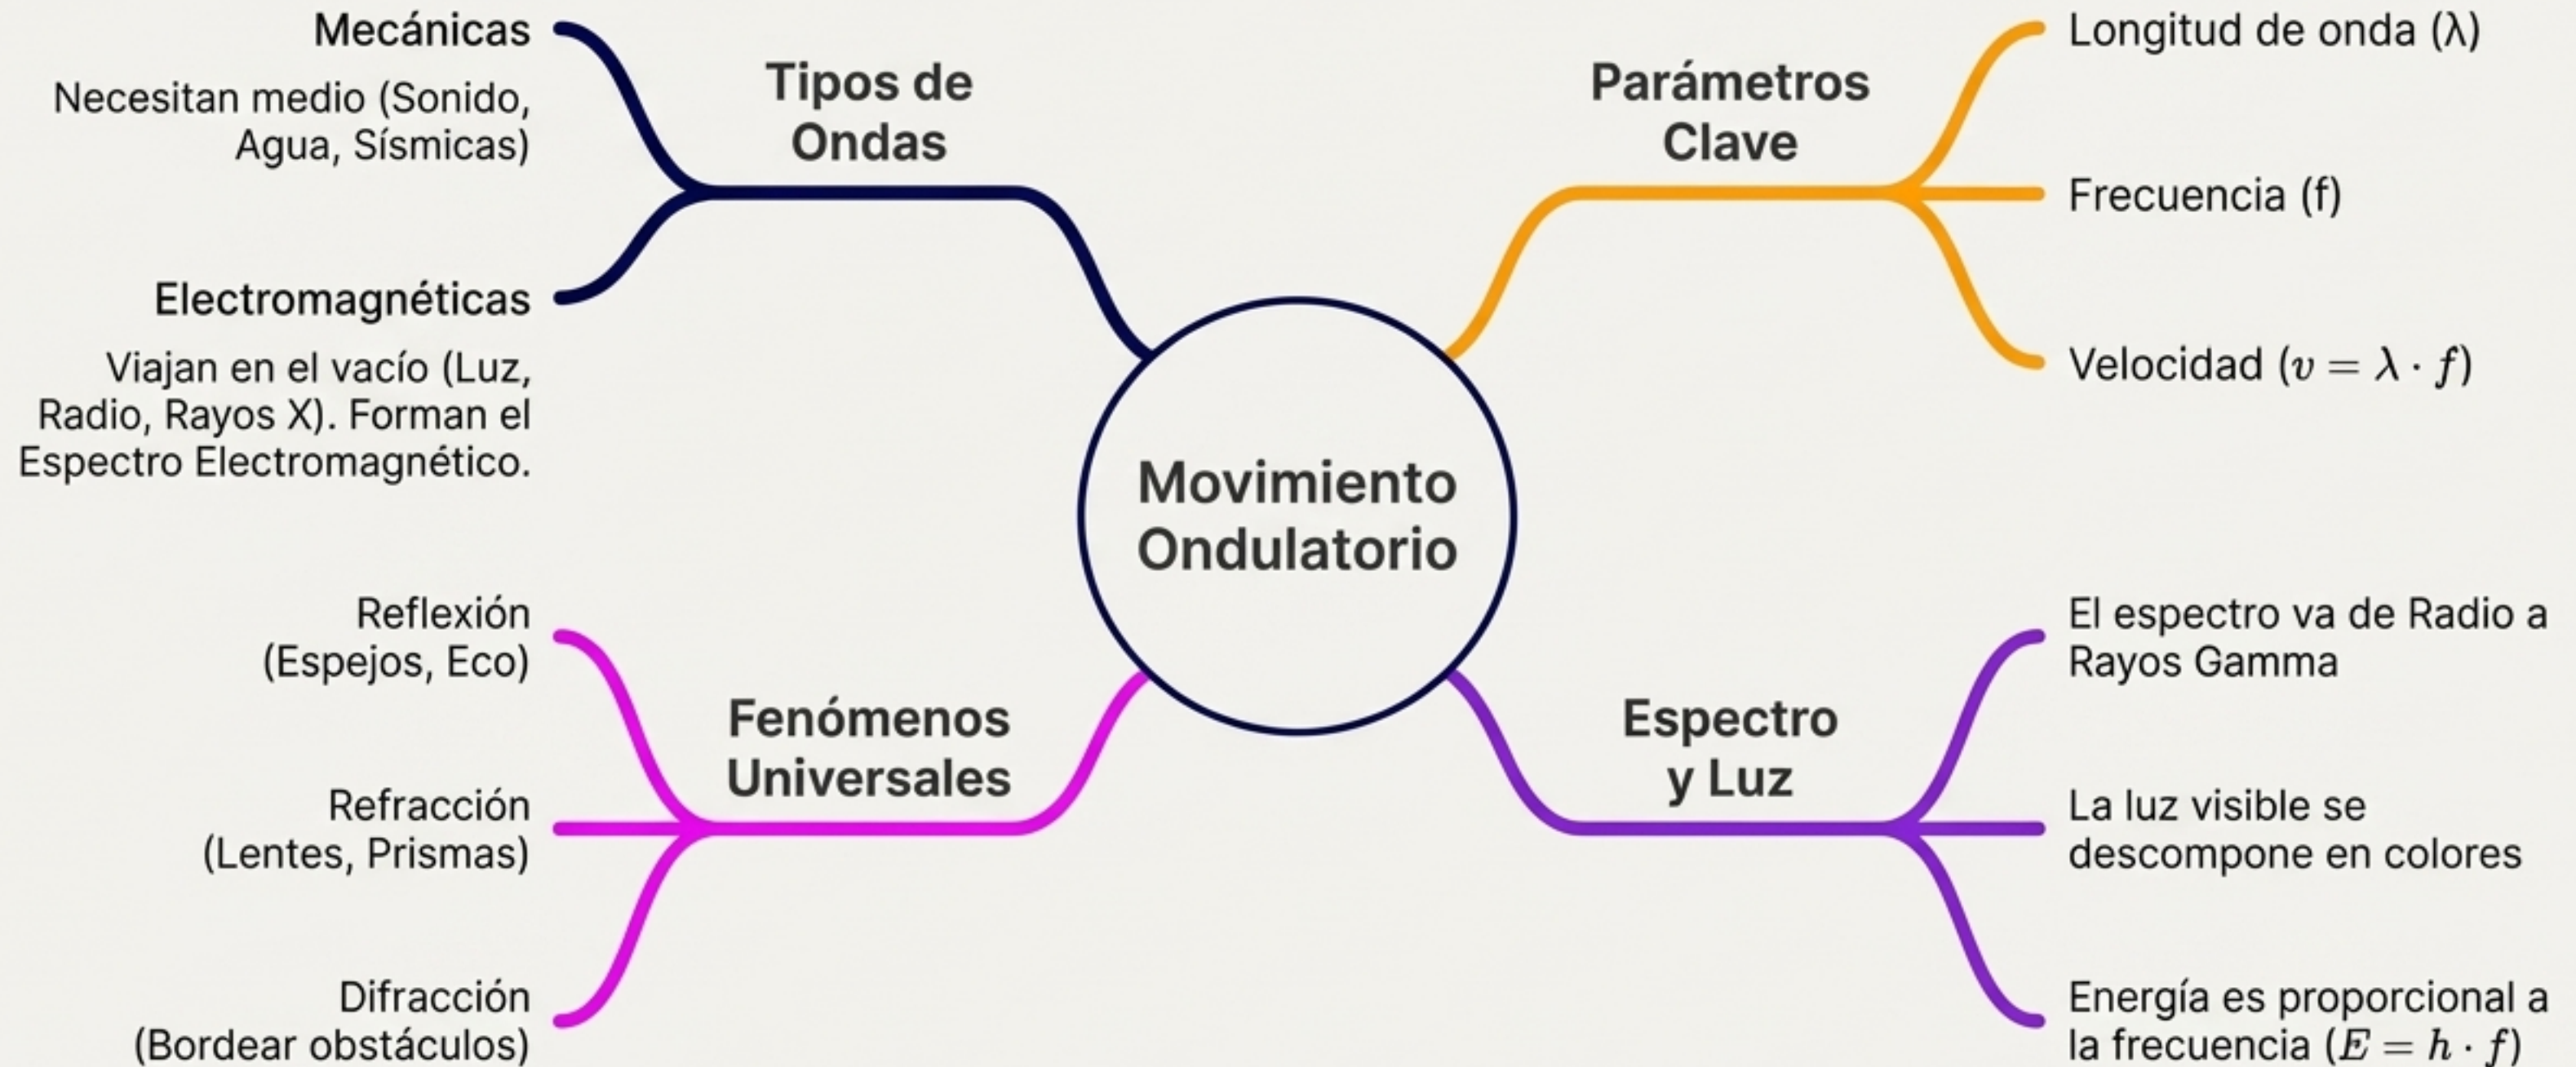 Mecánicas
Necesitan medio (Sonido,
Agua, Sísmicas)
Electromagnéticas
Viajan en el vacío (Luz,
Radio, Rayos X). Forman el
Espectro Electromagnético.
Tipos de
Ondas
Parámetros
Clave
Longitud de onda (λ)
Frecuencia (f)
Velocidad (v = λ · f)
Movimiento
Ondulatorio
Reflexión
(Espejos, Eco)
Refracción
(Lentes, Prismas)
Difracción
(Bordear obstáculos)
Fenómenos
Universales
Espectro
y Luz
El espectro va de Radio a
Rayos Gamma
La luz visible se
descompone en colores
Energía es proporcional a
la frecuencia (E = h · f)